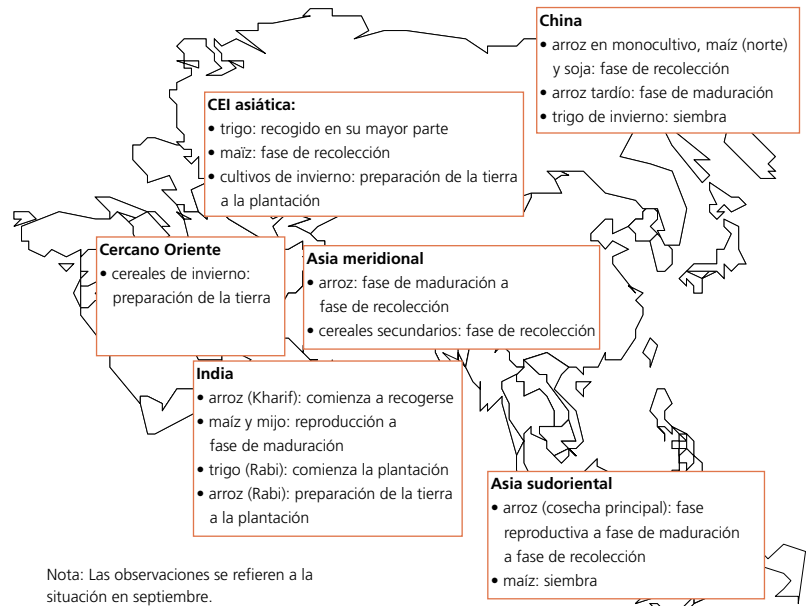 China
• arroz en monocultivo, maíz (norte)
y soja: fase de recolección
• arroz tardío: fase de maduración
• trigo de invierno: siembra
CEI asiática:
• trigo: recogido en su mayor parte
• maïz: fase de recolección
• cultivos de invierno: preparación de la tierra
a la plantación
Cercano Oriente
• cereales de invierno:
preparación de la tierra
Asia meridional
• arroz: fase de maduración a
fase de recolección
• cereales secundarios: fase de recolección
India
• arroz (Kharif): comienza a recogerse
• maíz y mijo: reproducción a
fase de maduración
• trigo (Rabi): comienza la plantación
• arroz (Rabi): preparación de la tierra
a la plantación
Asia sudoriental
• arroz (cosecha principal): fase
reproductiva a fase de maduración
a fase de recolección
• maíz: siembra
Nota: Las observaciones se refieren a la
situación en septiembre.